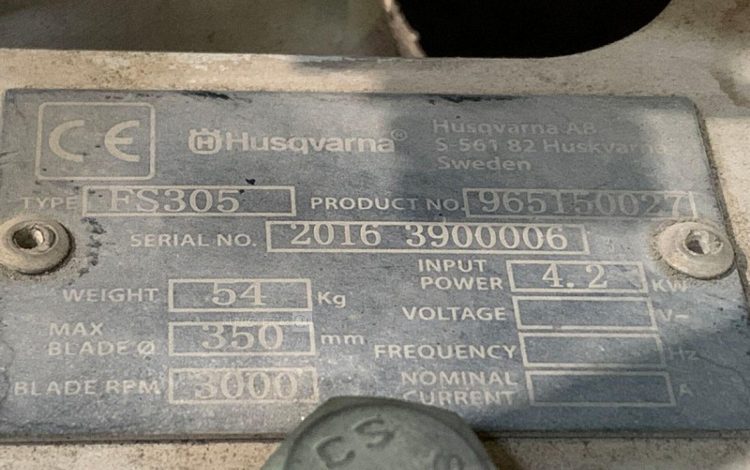 CE Husqvarna® Husqvarna AB
S-561 82 Huskvarna
Sweden
TYPE FS305 PRODUCT NO. 965150027
SERIAL NO. 2016 3900006
WEIGHT 54 Kg
MAX BLADE Ø 350 mm
BLADE RPM. 3000
INPUT POWER 4.2 KW
VOLTAGE V~
FREQUENCY Hz
NOMINAL CURRENT A
CS